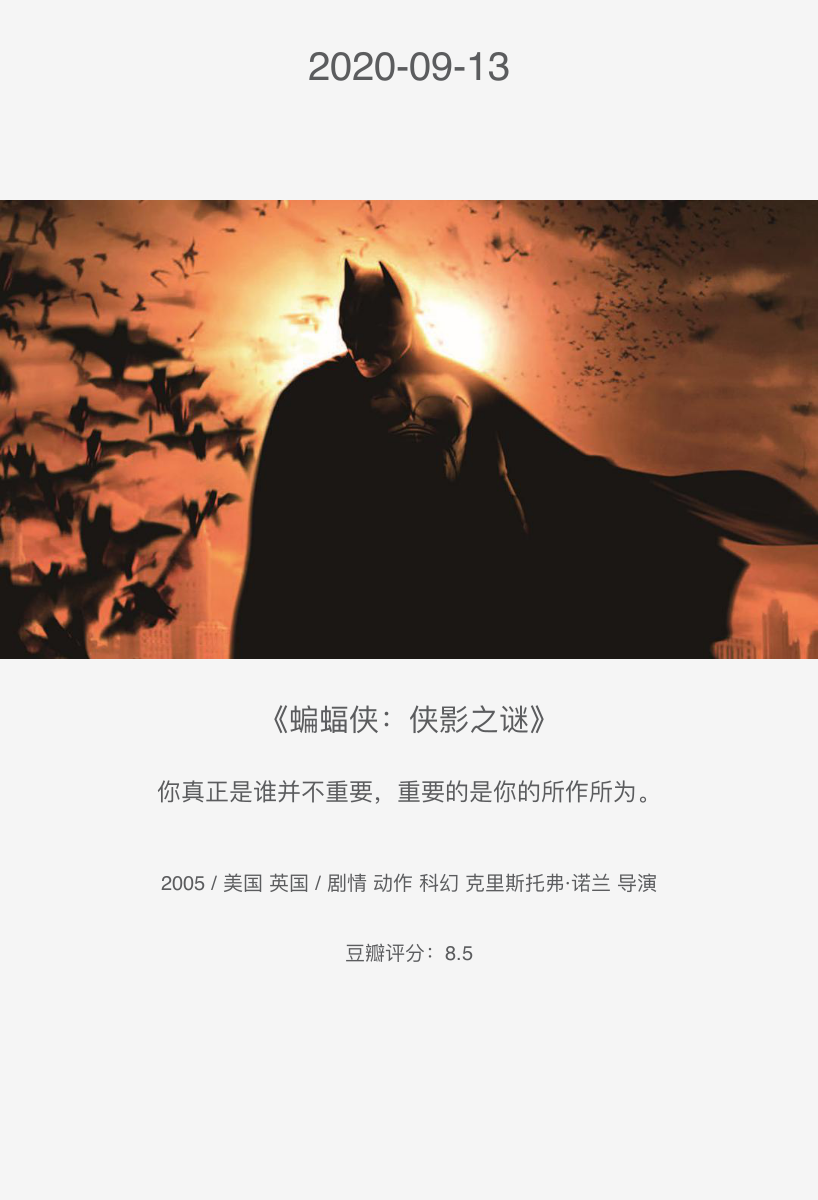 2020-09-13
《蝙蝠侠：侠影之谜》
你真正是谁并不重要，重要的是你的所作所为。
2005 / 美国 英国 / 剧情 动作 科幻 克里斯托弗·诺兰 导演
豆瓣评分：8.5